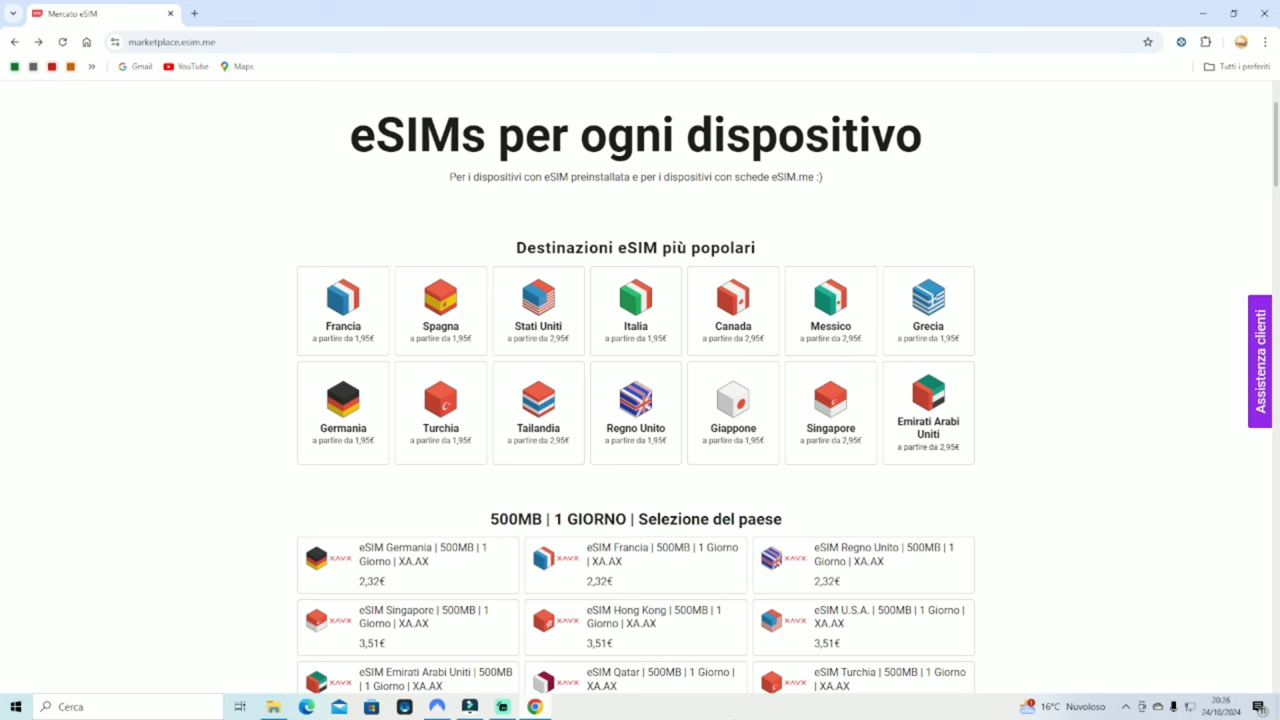 Mercato eSIM
marketplace.esim.me
Gmail
YouTube
Maps
Tutti i preferiti
eSIMs per ogni dispositivo
Per i dispositivi con eSIM preinstallata e per i dispositivi con schede eSIM.me :)
Destinazioni eSIM più popolari
Francia
a partire da 1,95€
Spagna
a partire da 1,95€
Stati Uniti
a partire da 2,95€
Italia
a partire da 1,95€
Canada
a partire da 2,95€
Messico
a partire da 2,95€
Grecia
a partire da 1,95€
Germania
a partire da 1,95€
Turchia
a partire da 1,95€
Tailandia
a partire da 2,95€
Regno Unito
a partire da 1,95€
Giappone
a partire da 1,95€
Singapore
a partire da 2,95€
Emirati Arabi
Uniti
a partire da 2,95€
Assistenza clienti
500MB | 1 GIORNO | Selezione del paese
XAVX
eSIM Germania | 500MB | 1
Giorno | XA.AX
2,32€
XAVX
eSIM Francia | 500MB | 1 Giorno
| XA.AX
2,32€
XAVX
eSIM Regno Unito | 500MB | 1
Giorno | XA.AX
2,32€
XAVX
eSIM Singapore | 500MB | 1
Giorno | XA.AX
3,51€
XAVX
eSIM Hong Kong | 500MB | 1
Giorno | XA.AX
3,51€
XAVX
eSIM U.S.A. | 500MB | 1 Giorno |
XA.AX
3,51€
XAVX
eSIM Emirati Arabi Uniti | 500MB
| 1 Giorno | XA.AX
XAVX
eSIM Qatar | 500MB | 1 Giorno |
XA.AX
XAVX
eSIM Turchia | 500MB | 1
Giorno | XA.AX
Cerca
16°C Nuvoloso
20:26
24/10/2024